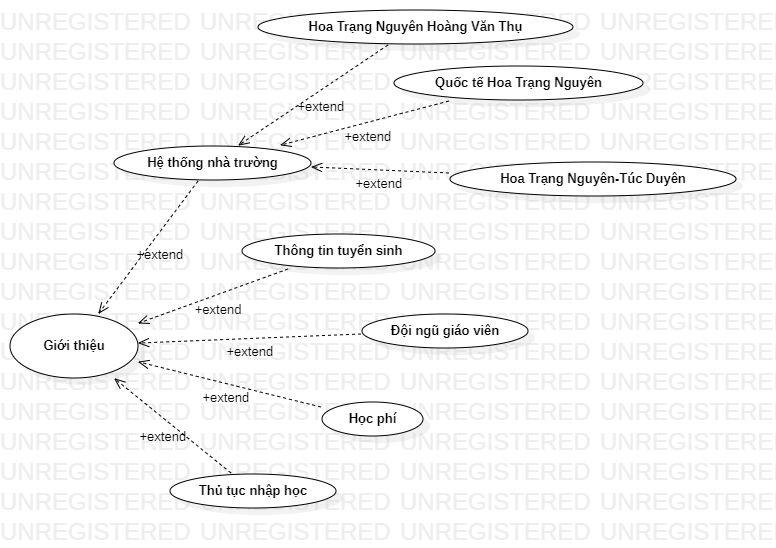 Hoa Trạng Nguyên Hoàng Văn Thụ
Quốc tế Hoa Trạng Nguyên
+extend
+extend
Hệ thống nhà trường
Hoa Trạng Nguyên-Túc Duyên
+extend
Thông tin tuyển sinh
+extend
+extend
Đội ngũ giáo viên
Giới thiệu
+extend
+extend
Học phí
+extend
Thủ tục nhập học
UNREGISTERED